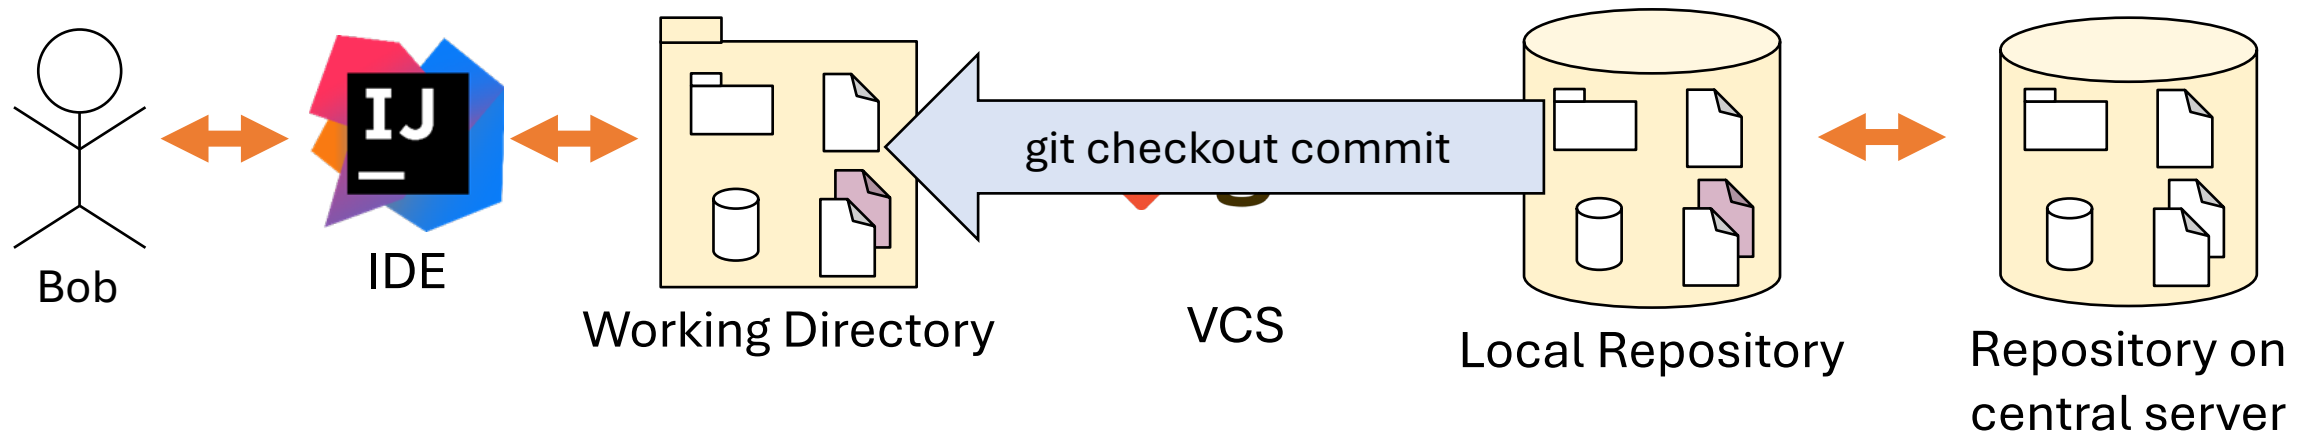 Bob
IJ
IDE
Working Directory
git checkout commit
VCS
Local Repository
Repository on
central server